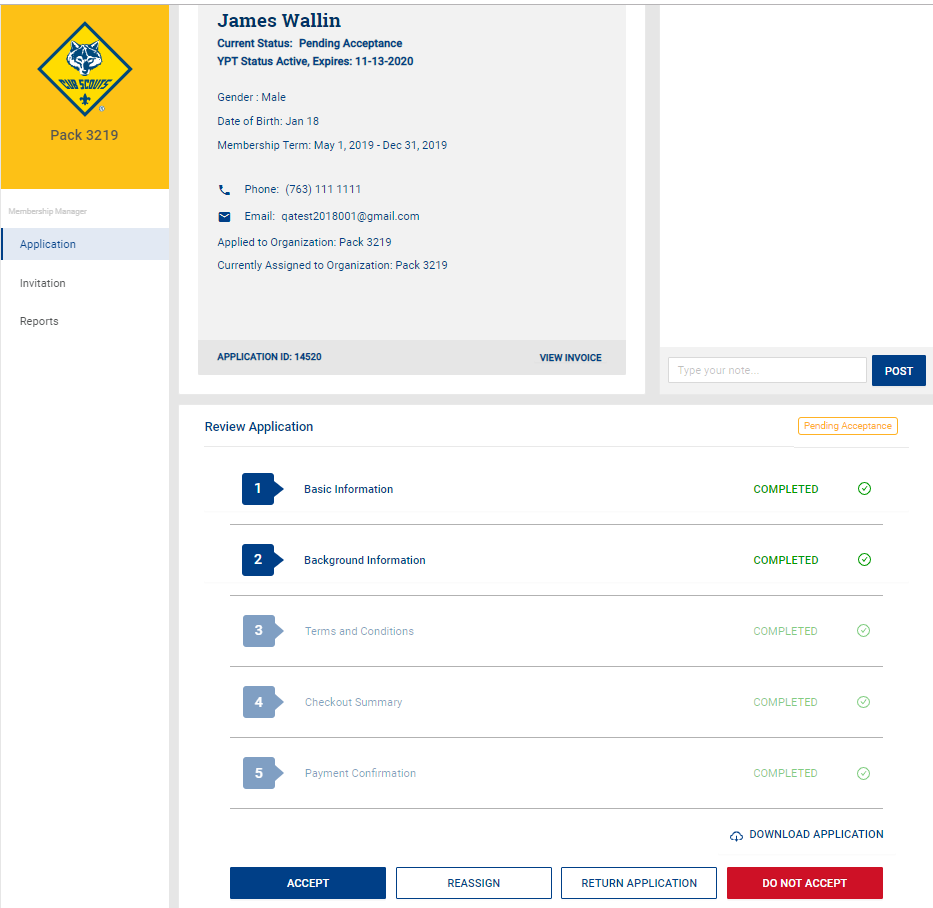 CUB SCOUTS
®
Pack 3219
Membership Manager
Application
Invitation
Reports
James Wallin
Current Status: Pending Acceptance
YPT Status Active, Expires: 11-13-2020
Gender : Male
Date of Birth: Jan 18
Membership Term: May 1, 2019 - Dec 31, 2019
Phone: (763) 111 1111
Email: qatest2018001@gmail.com
Applied to Organization: Pack 3219
Currently Assigned to Organization: Pack 3219
APPLICATION ID: 14520
VIEW INVOICE
Type your note...
POST
Review Application
Pending Acceptance
1 Basic Information COMPLETED
2 Background Information COMPLETED
3 Terms and Conditions COMPLETED
4 Checkout Summary COMPLETED
5 Payment Confirmation COMPLETED
DOWNLOAD APPLICATION
ACCEPT
REASSIGN
RETURN APPLICATION
DO NOT ACCEPT